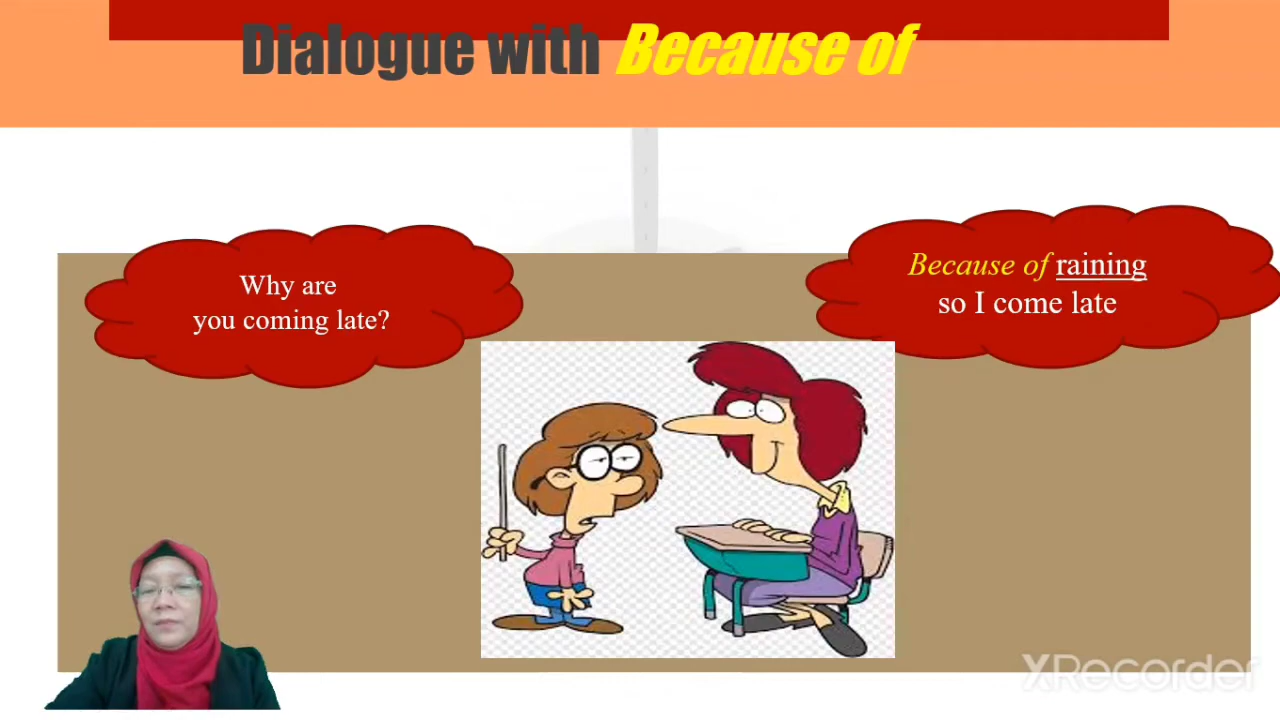 Dialogue with Because of
Why are
you coming late?
Because of raining
so I come late
XRecorder